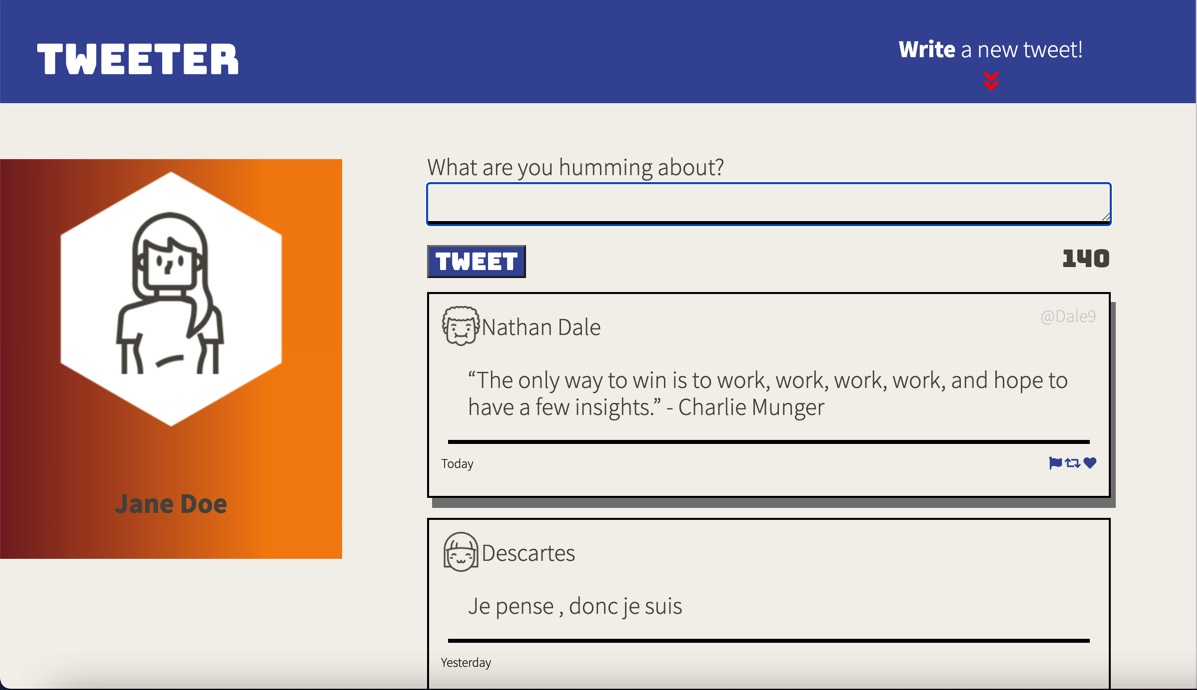 TWEETER
Write a new tweet!
What are you humming about?
TWEET
140
Jane Doe
Nathan Dale
@Dale9
“The only way to win is to work, work, work, work, and hope to
have a few insights.” - Charlie Munger
Today
Descartes
Je pense , donc je suis
Yesterday